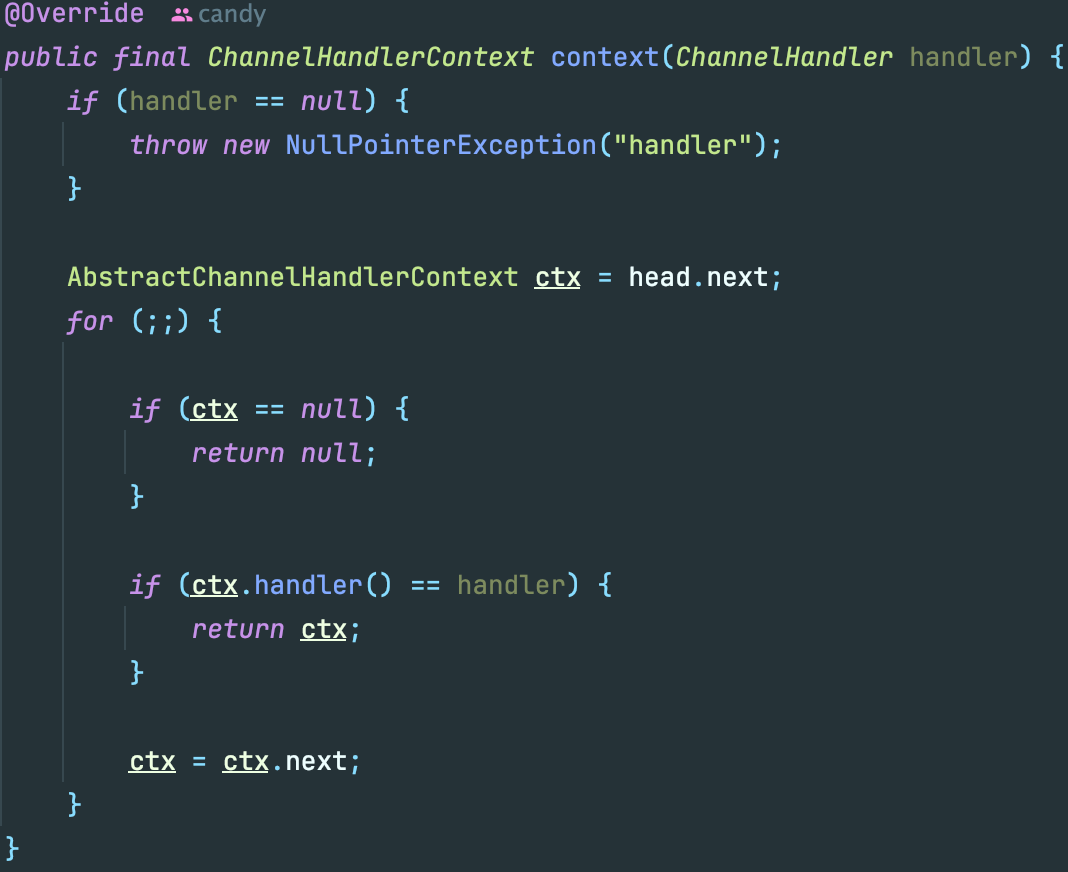 @Override candy
public final ChannelHandlerContext context(ChannelHandler handler) {
if (handler == null) {
throw new NullPointerException("handler");
}
AbstractChannelHandlerContext ctx = head.next;
for (;;) {
if (ctx == null) {
return null;
}
if (ctx.handler() == handler) {
return ctx;
}
ctx = ctx.next;
}
}